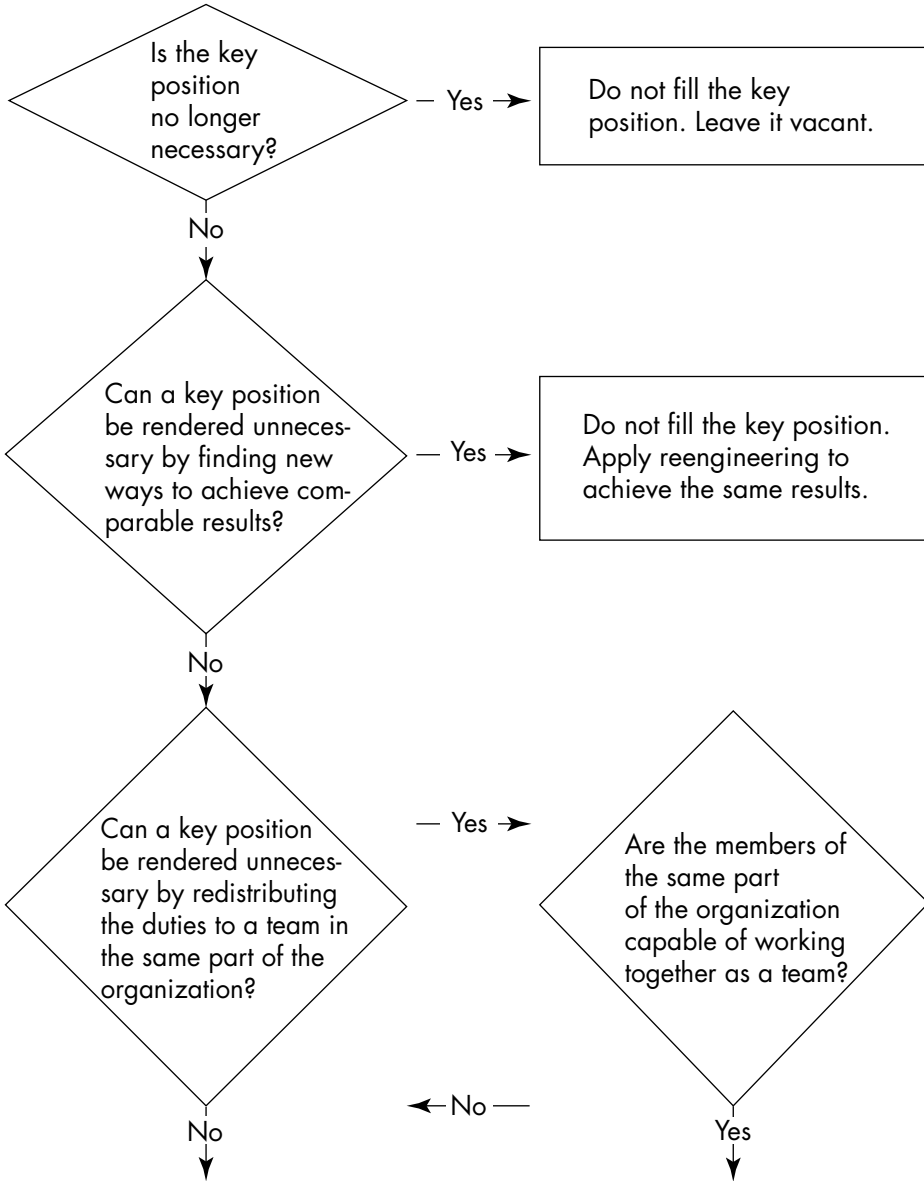 Is the key
position
no longer
necessary?
Yes
Do not fill the key
position. Leave it vacant.
No
Can a key position
be rendered unneces-
sary by finding new
ways to achieve com-
parable results?
Yes
Do not fill the key position.
Apply reengineering to
achieve the same results.
No
Can a key position
be rendered unneces-
sary by redistributing
the duties to a team in
the same part of the
organization?
Yes
Are the members of
the same part
of the organization
capable of working
together as a team?
No
No
Yes